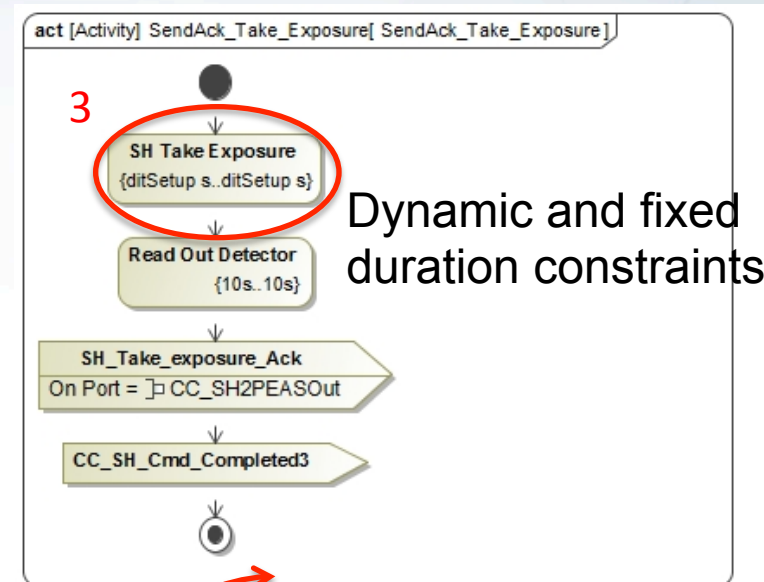 act [Activity] SendAck_Take_Exposure[ SendAck_Take_Exposure ]
3
SH Take Exposure
{ditSetup s..ditSetup s}
Dynamic and fixed
duration constraints
Read Out Detector
{10s..10s}
SH_Take_exposure_Ack
On Port = CC_SH2PEASOut
CC_SH_Cmd_Completed3